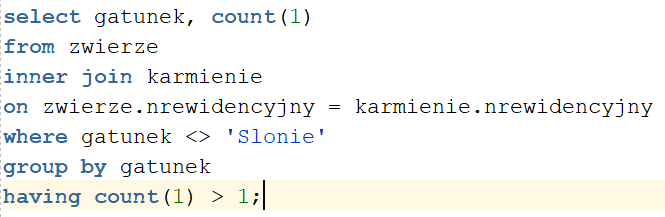 select gatunek, count(1)
from zwierze
inner join karmienie
on zwierze.nrewidencyjny = karmienie.nrewidencyjny
where gatunek <> 'Slonie'
group by gatunek
having count(1) > 1;